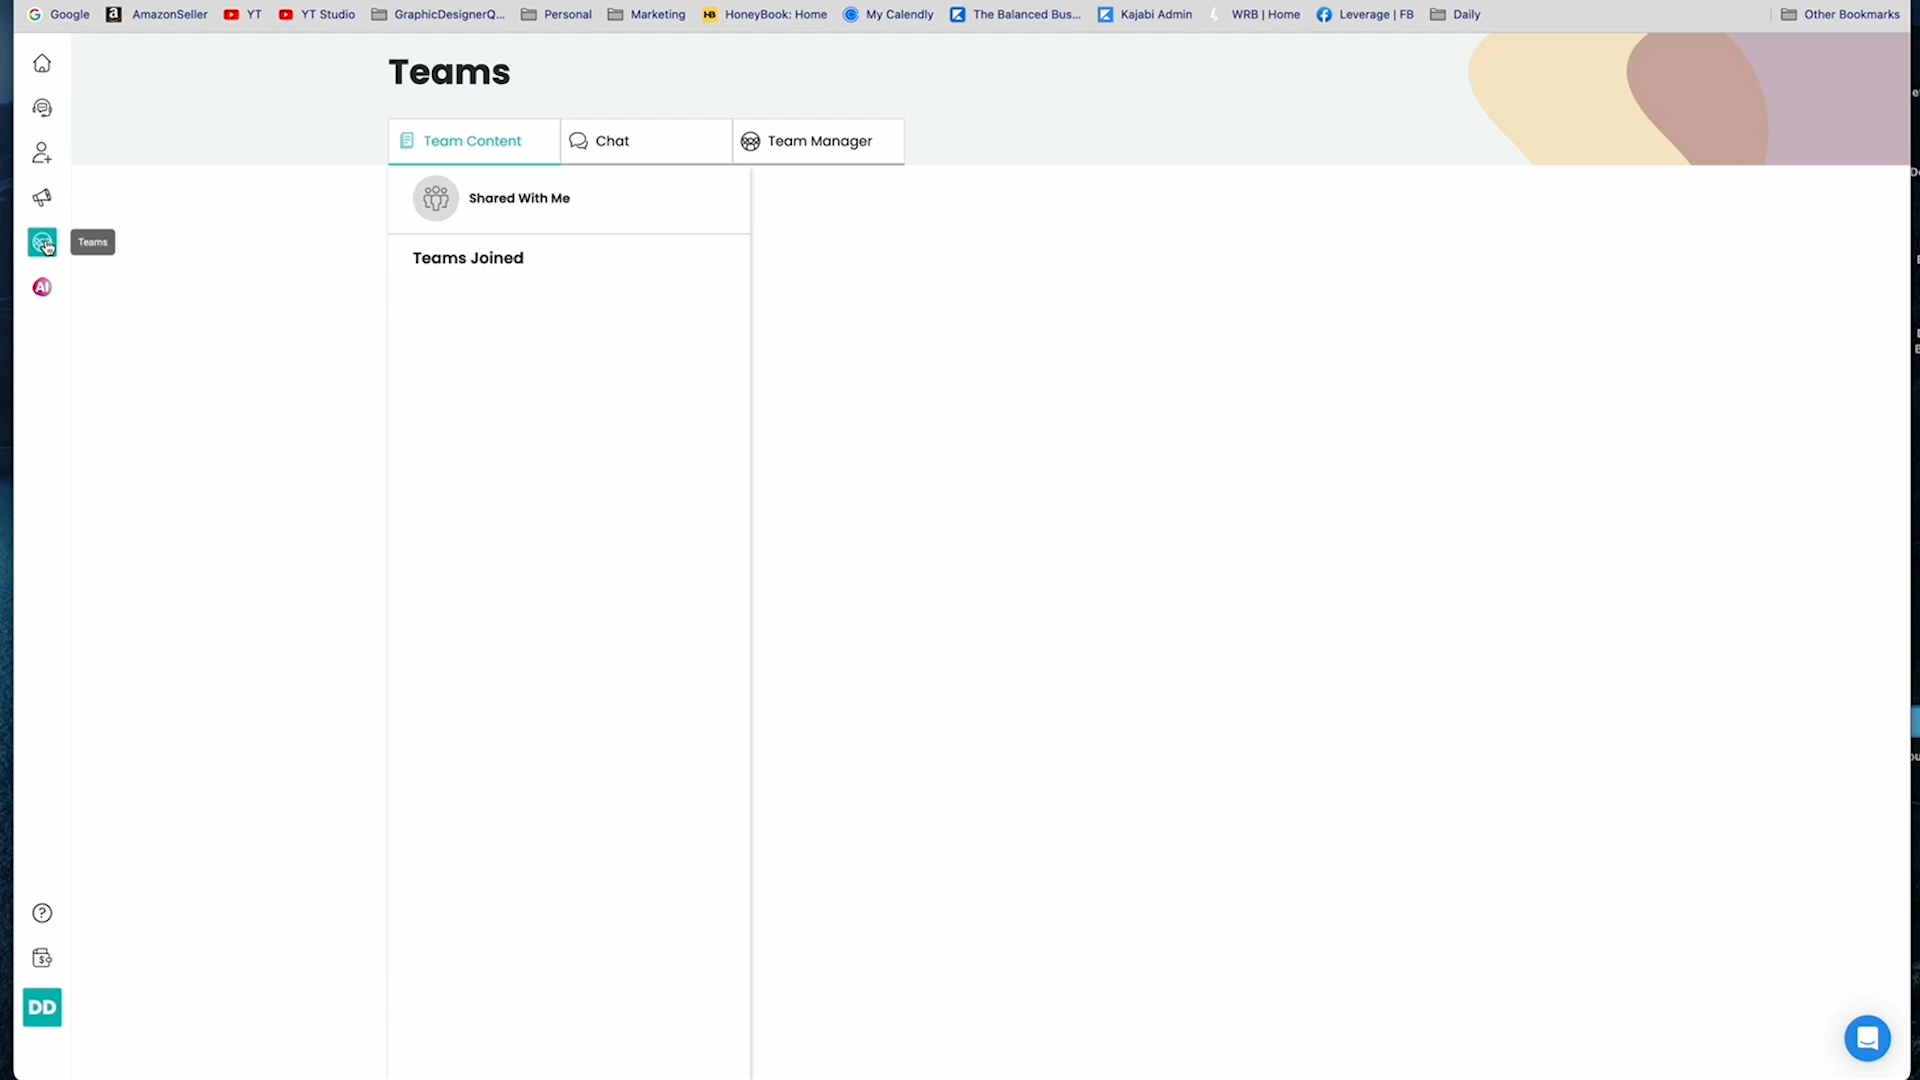 Google AmazonSeller YT YT Studio GraphicDesignerQ... Personal Marketing HB HoneyBook: Home My Calendly The Balanced Bus... Kajabi Admin WRB | Home Leverage | FB Daily Other Bookmarks
Teams
Team Content Chat Team Manager
Shared With Me
Teams
Teams Joined
AI
DD